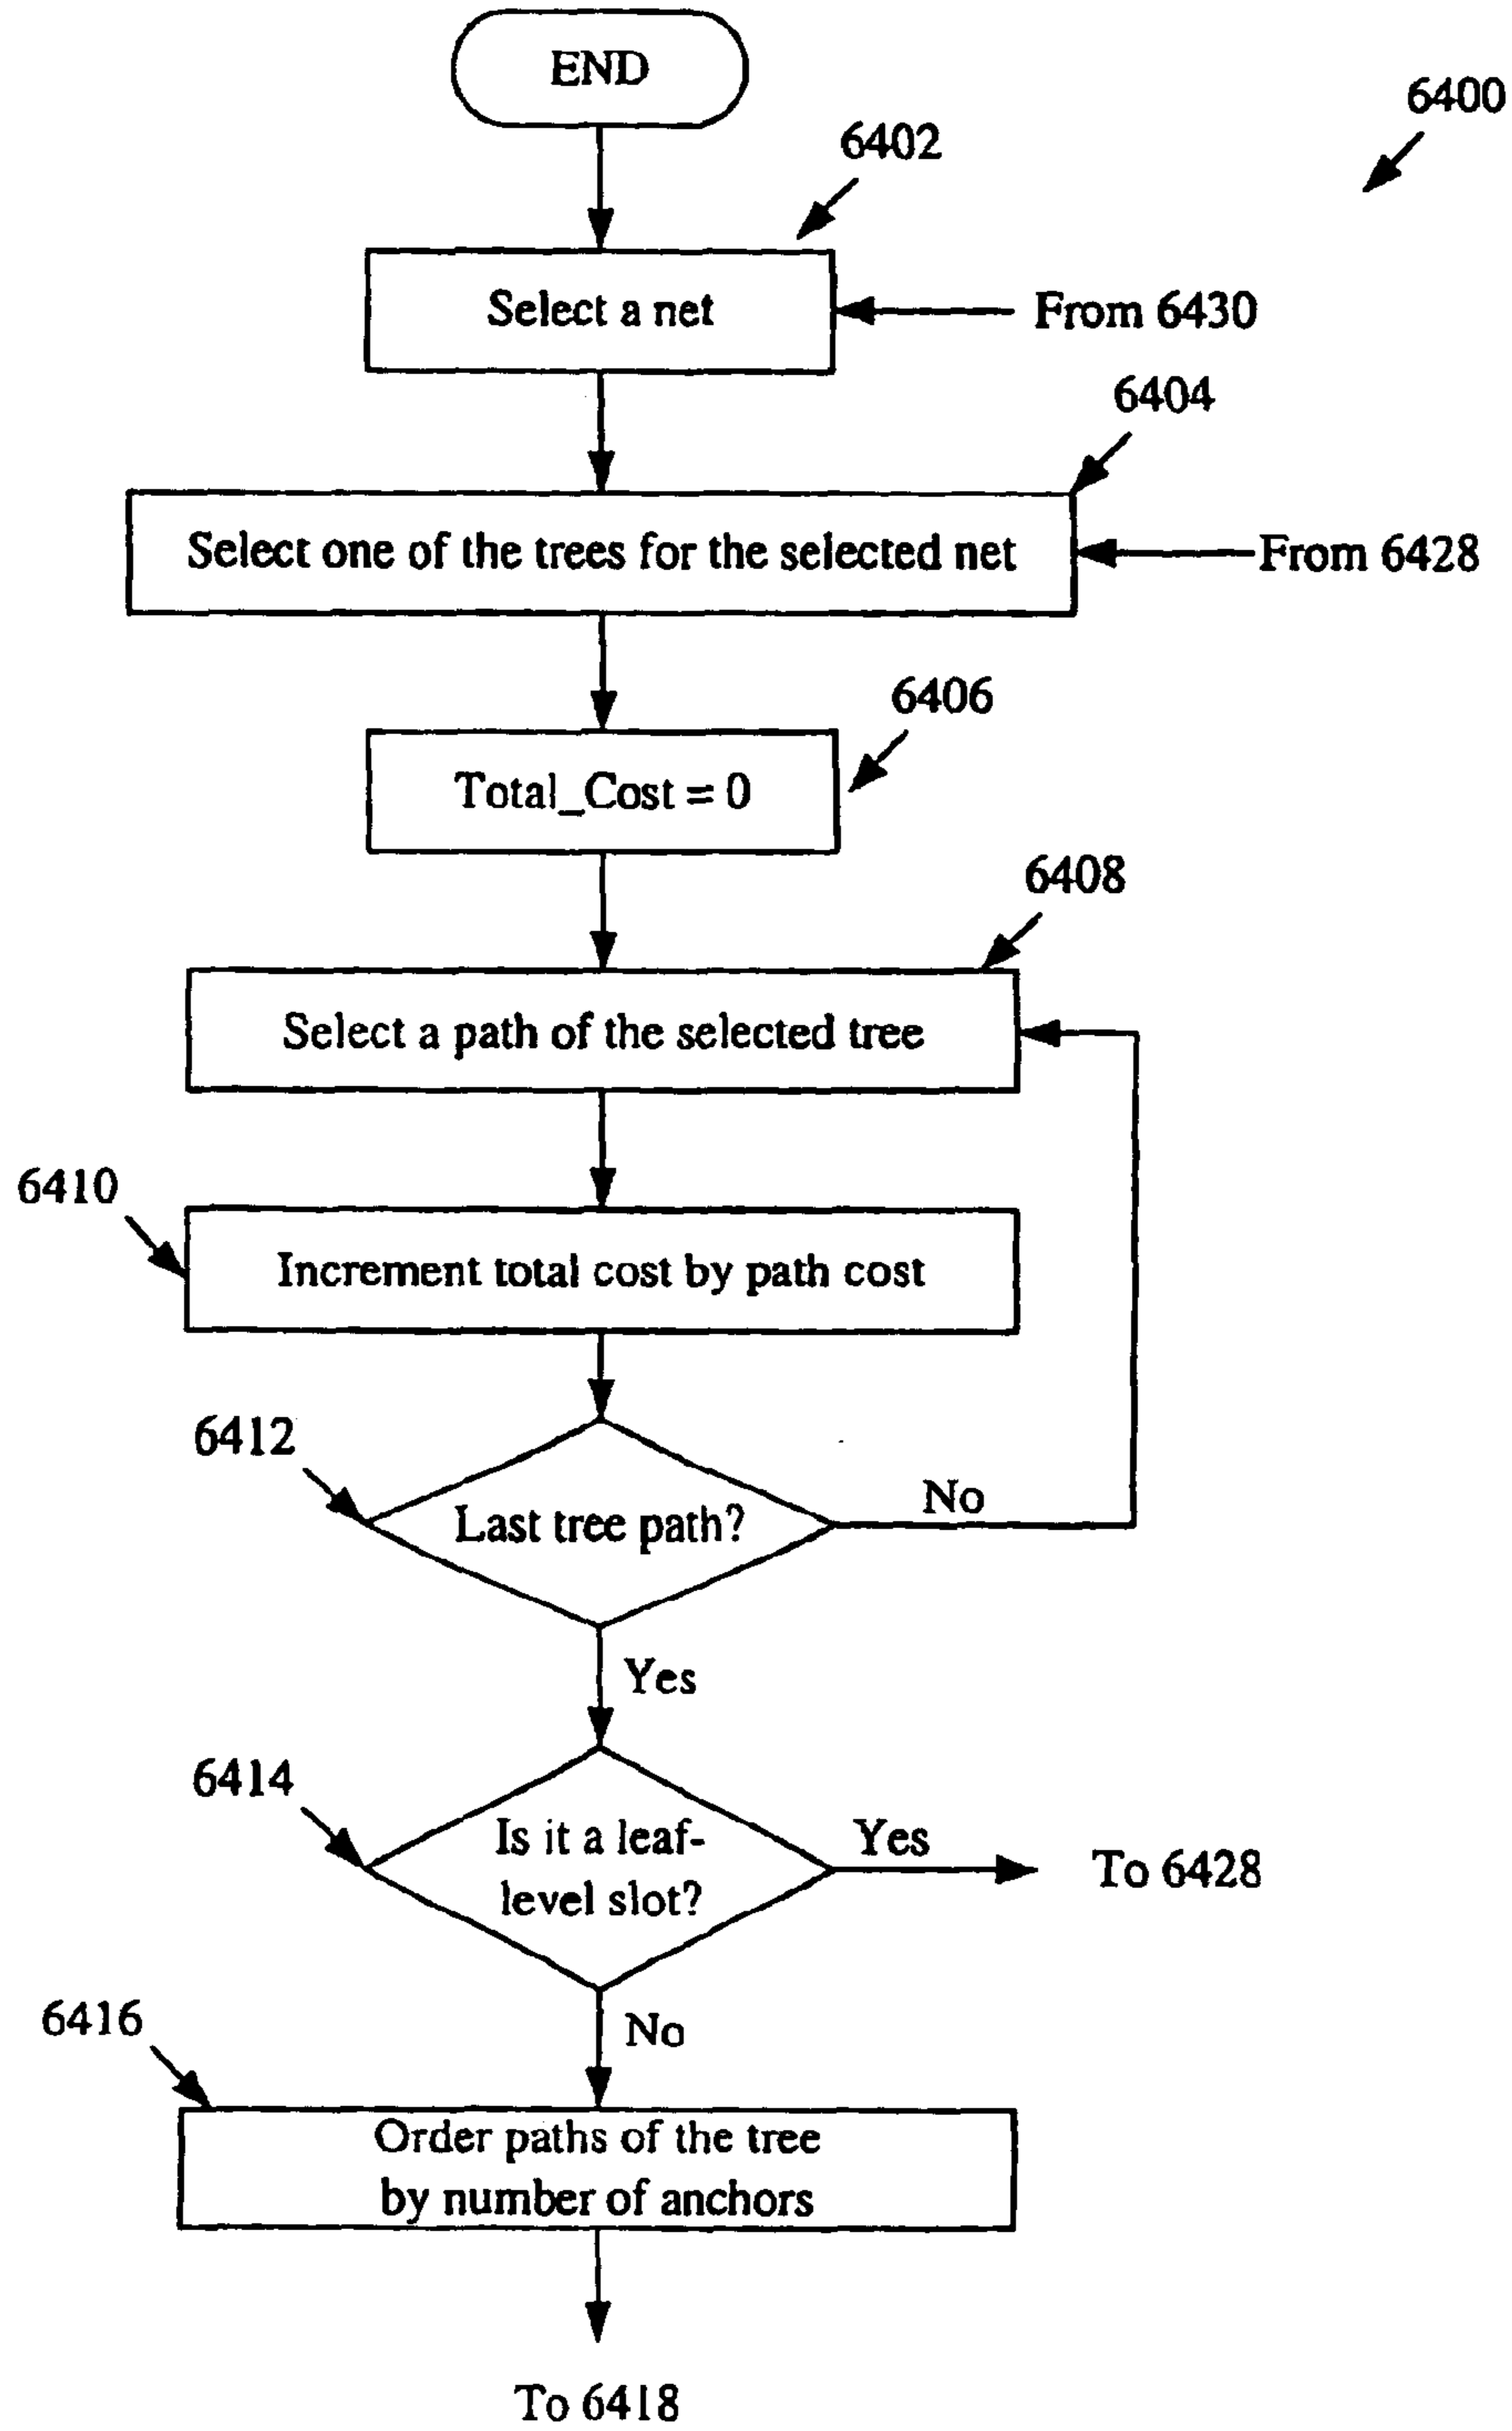 END
6400
6402
Select a net
From 6430
6404
Select one of the trees for the selected net
From 6428
6406
Total_Cost = 0
6408
Select a path of the selected tree
6410
Increment total cost by path cost
6412
Last tree path?
No
Yes
6414
Is it a leaf-
level slot?
Yes
To 6428
No
6416
Order paths of the tree
by number of anchors
To 6418